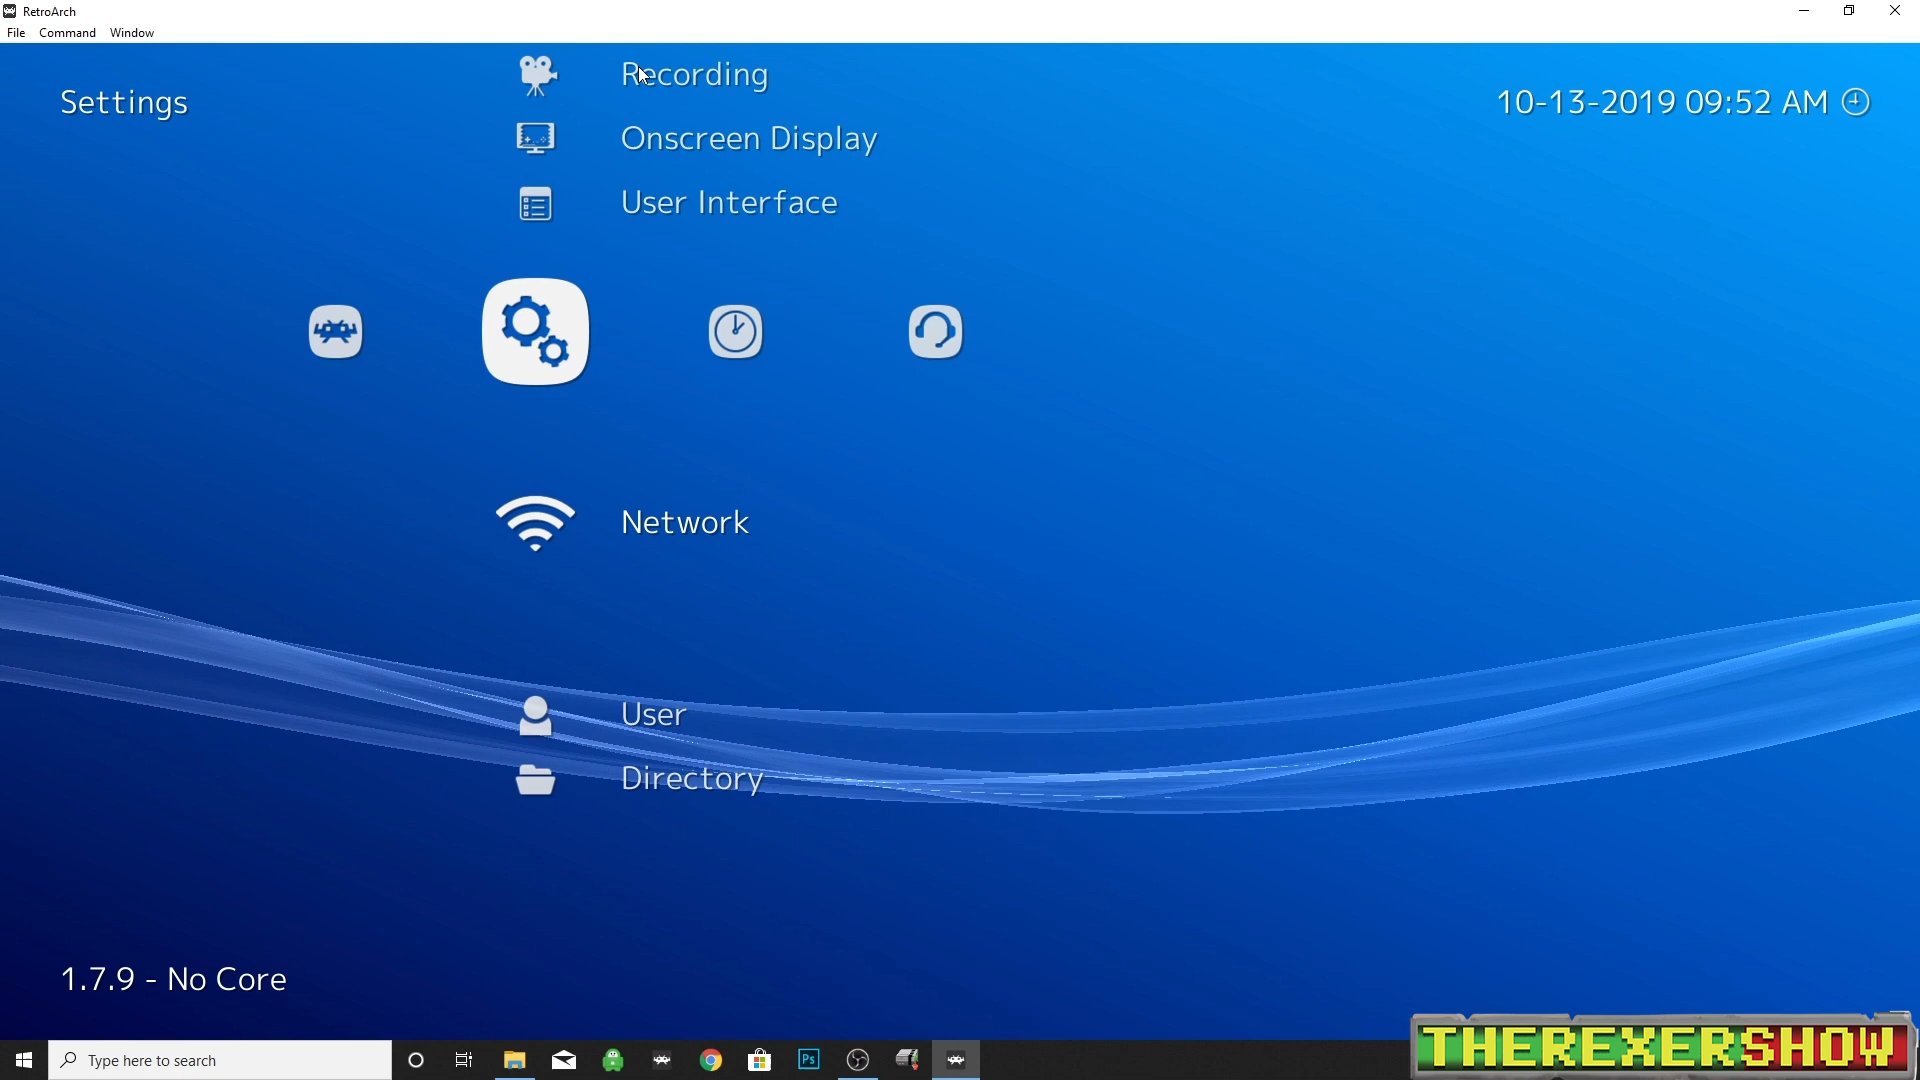 RetroArch
File Command Window
Recording
Settings
10-13-2019 09:52 AM
Onscreen Display
User Interface
Network
User
Directory
1.7.9 - No Core
Type here to search
Ps
THEREXERSHOW